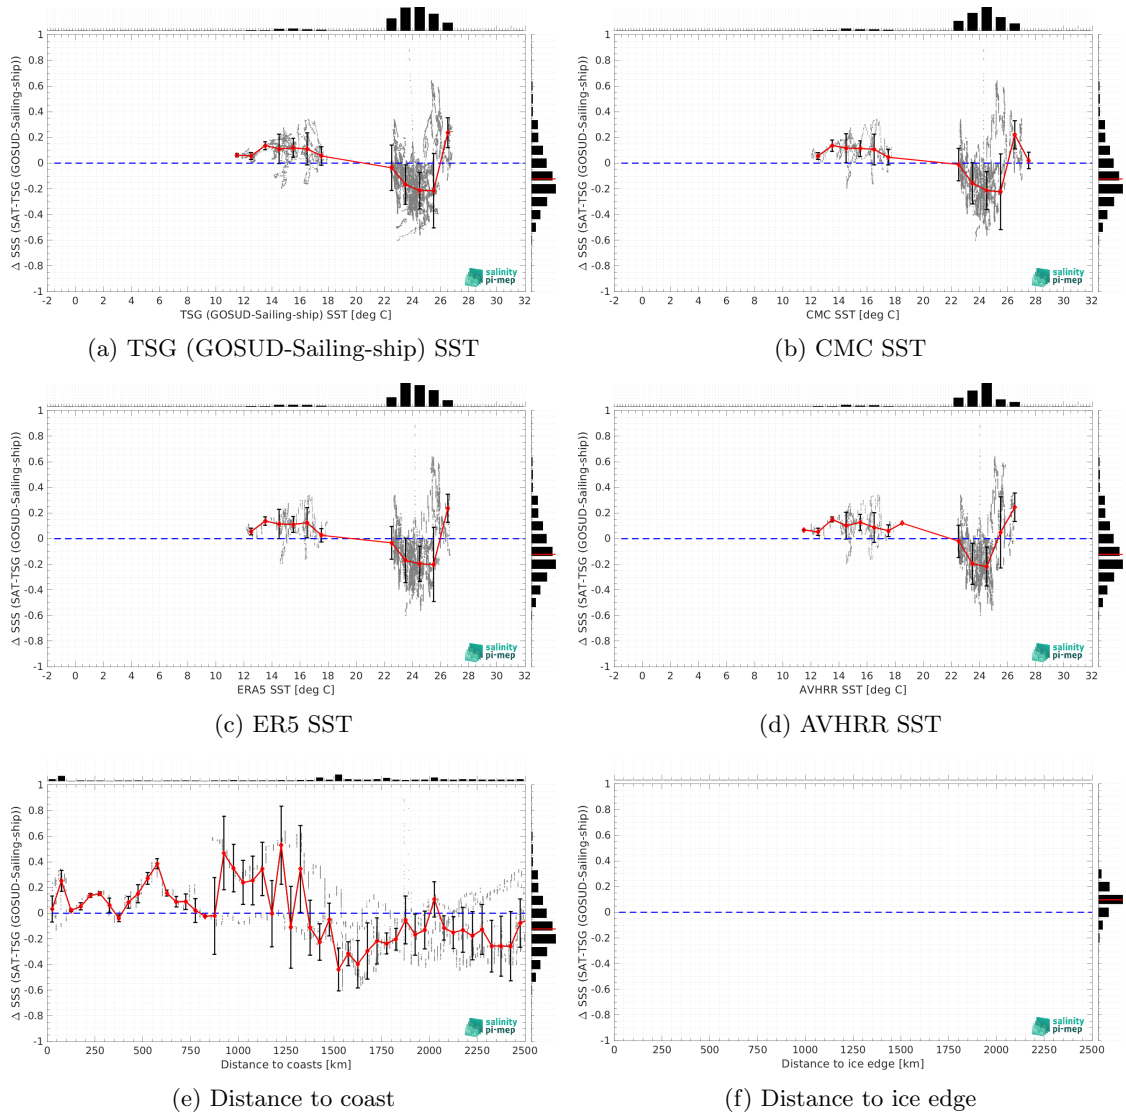 1
0.8
0.6
0.4
0.2
0
-0.2
-0.4
-0.6
-0.8
-1
Δ SSS (SAT-TSG (GOSUD-Sailing-ship))
salinity
pi-mep
-2 0 2 4 6 8 10 12 14 16 18 20 22 24 26 28 30 32
TSG (GOSUD-Sailing-ship) SST [deg C]
(a) TSG (GOSUD-Sailing-ship) SST
1
0.8
0.6
0.4
0.2
0
-0.2
-0.4
-0.6
-0.8
-1
Δ SSS (SAT-TSG (GOSUD-Sailing-ship))
salinity
pi-mep
-2 0 2 4 6 8 10 12 14 16 18 20 22 24 26 28 30 32
CMC SST [deg C]
(b) CMC SST
1
0.8
0.6
0.4
0.2
0
-0.2
-0.4
-0.6
-0.8
-1
Δ SSS (SAT-TSG (GOSUD-Sailing-ship))
salinity
pi-mep
-2 0 2 4 6 8 10 12 14 16 18 20 22 24 26 28 30 32
ERA5 SST [deg C]
(c) ER5 SST
1
0.8
0.6
0.4
0.2
0
-0.2
-0.4
-0.6
-0.8
-1
Δ SSS (SAT-TSG (GOSUD-Sailing-ship))
salinity
pi-mep
-2 0 2 4 6 8 10 12 14 16 18 20 22 24 26 28 30 32
AVHRR SST [deg C]
(d) AVHRR SST
1
0.8
0.6
0.4
0.2
0
-0.2
-0.4
-0.6
-0.8
-1
Δ SSS (SAT-TSG (GOSUD-Sailing-ship))
salinity
pi-mep
0 250 500 750 1000 1250 1500 1750 2000 2250 2500
Distance to coasts [km]
(e) Distance to coast
1
0.8
0.6
0.4
0.2
0
-0.2
-0.4
-0.6
-0.8
-1
Δ SSS (SAT-TSG (GOSUD-Sailing-ship))
salinity
pi-mep
0 250 500 750 1000 1250 1500 1750 2000 2250 2500
Distance to ice edge [km]
(f) Distance to ice edge